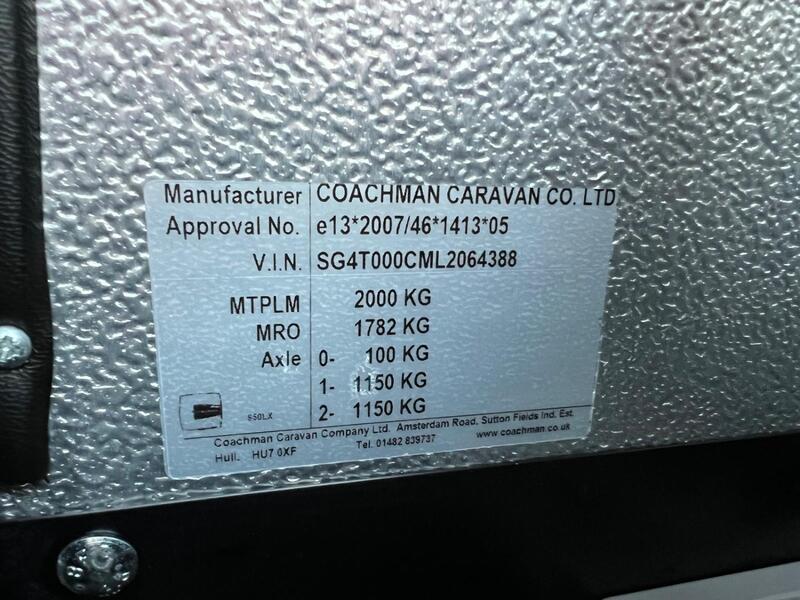 Manufacturer COACHMAN CARAVAN CO. LTD.
Approval No. e13*2007/46*1413*05
V.I.N. SG4T000CML2064388
MTPLM 2000 KG
MRO 1782 KG
Axle 0- 100 KG
1- 1150 KG
2- 1150 KG
Coachman Caravan Company Ltd. Amsterdam Road, Sutton Fields Ind. Est.
Hull. HU7 0XF Tel. 01482 839737 www.coachman.co.uk